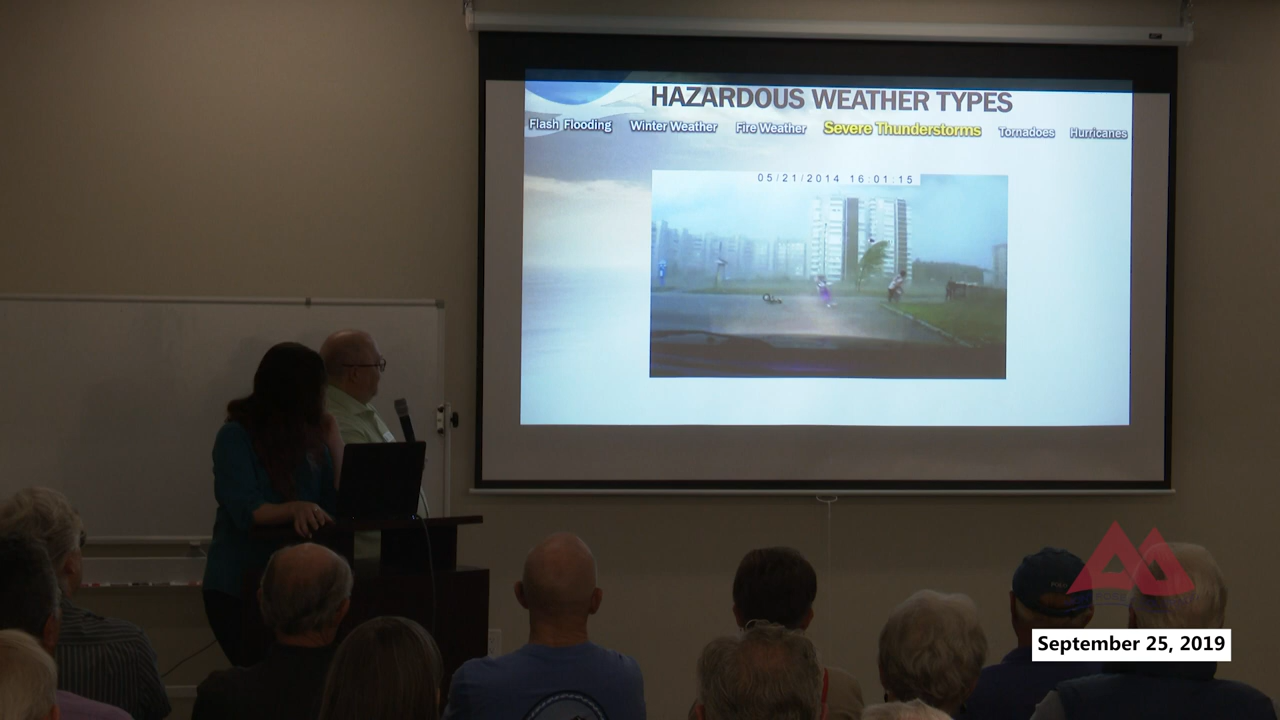 HAZARDOUS WEATHER TYPES
Flash Flooding Winter Weather Fire Weather Severe Thunderstorms Tornadoes Hurricanes
05/21/2014 16:01:15
September 25, 2019